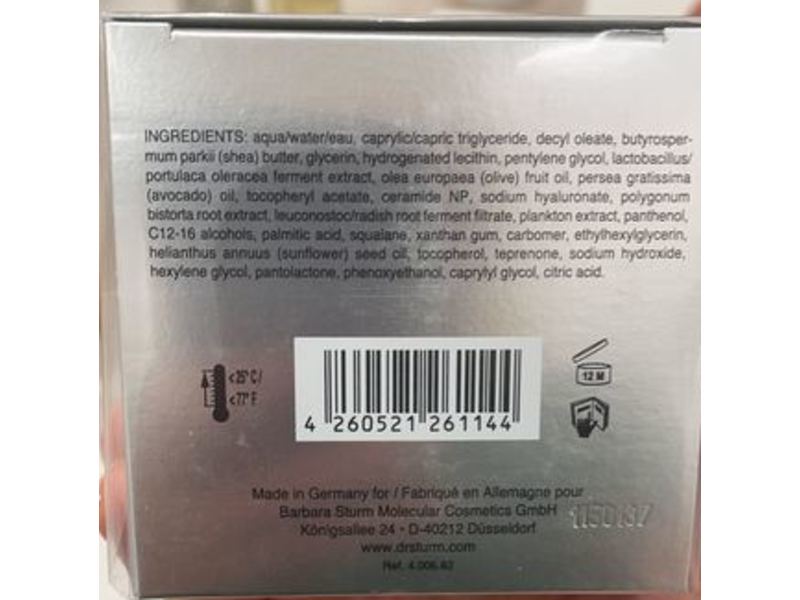 INGREDIENTS: aqua/water/eau, caprylic/capric triglyceride, decyl oleate, butyrosper-
mum parkii (shea) butter, glycerin, hydrogenated lecithin, pentylene glycol, lactobacillus/
portulaca oleracea ferment extract, olea europaea (olive) fruit oil, persea gratissima
(avocado) oil, tocopheryl acetate, ceramide NP, sodium hyaluronate, polygonum
bistorta root extract, leuconostoc/radish root ferment filtrate, plankton extract, panthenol,
C12-16 alcohols, palmitic acid, squalane, xanthan gum, carbomer, ethylhexylglycerin,
helianthus annuus (sunflower) seed oil, tocopherol, teprenone, sodium hydroxide,
hexylene glycol, pantolactone, phenoxyethanol, caprylyl glycol, citric acid.
<25° C/
<77° F
12 M
4 260521 261144
Made in Germany for / Fabriqué en Allemagne pour
Barbara Sturm Molecular Cosmetics GmbH
Königsallee 24 • D-40212 Düsseldorf
www.drsturm.com
Ref. 4.006.62